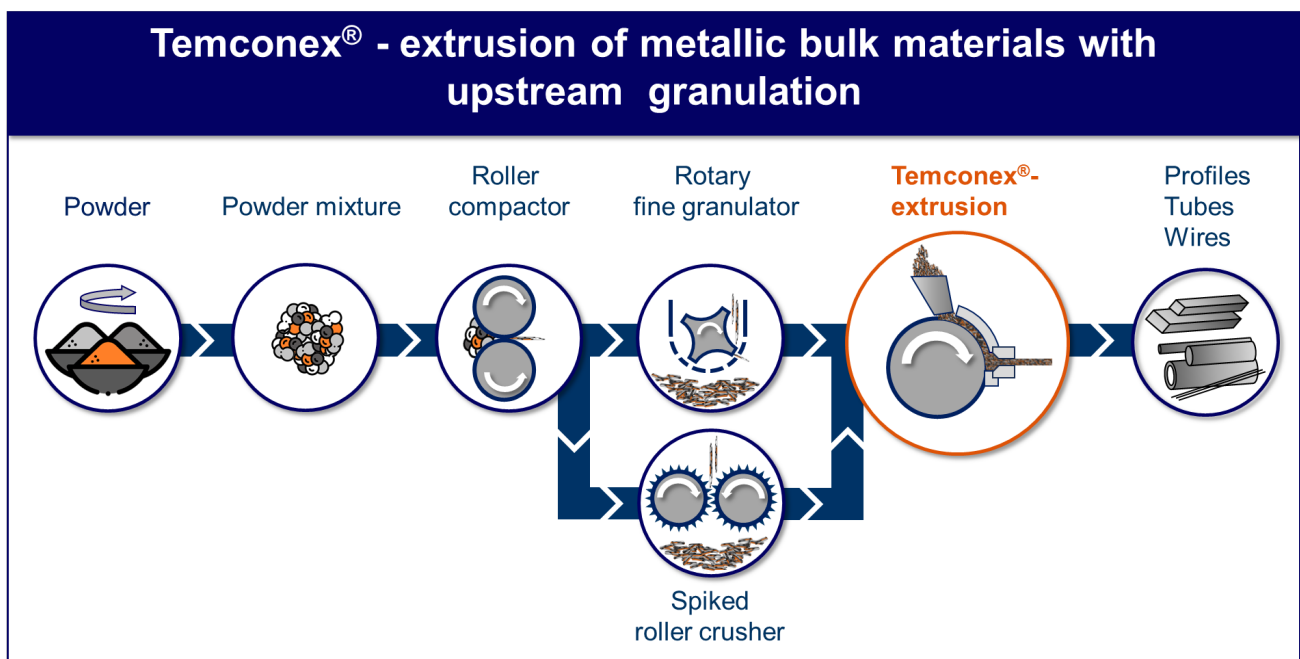 Temconex® - extrusion of metallic bulk materials with
upstream granulation
Powder
Powder mixture
Roller
compactor
Rotary
fine granulator
Temconex®-
extrusion
Profiles
Tubes
Wires
Spiked
roller crusher